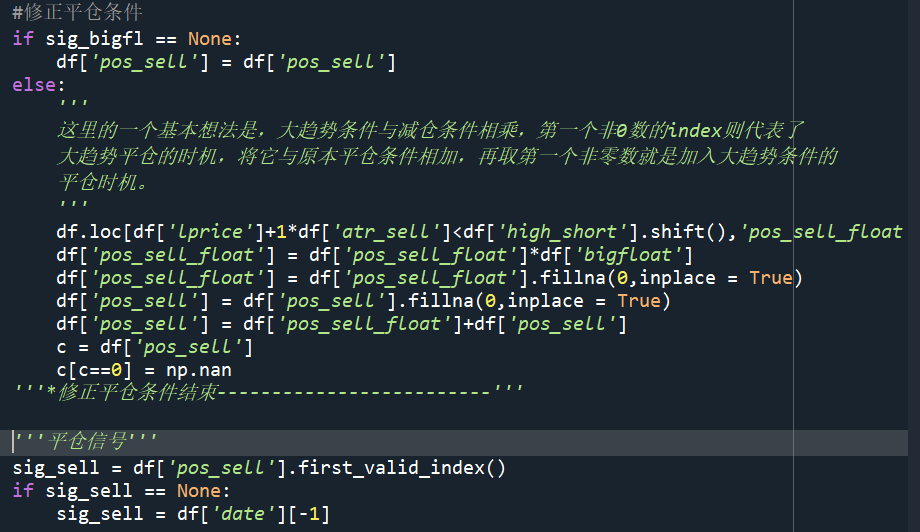 #修正平仓条件
if sig_bigfl == None:
    df['pos_sell'] = df['pos_sell']
else:
    '''
    这里的一个基本想法是，大趋势条件与减仓条件相乘，第一个非0数的index则代表了
    大趋势平仓的时机，将它与原本平仓条件相加，再取第一个非零数就是加入大趋势条件的
    平仓时机。
    '''
    df.loc[df['lprice']+1*df['atr_sell']<df['high_short'].shift(),'pos_sell_float
    df['pos_sell_float'] = df['pos_sell_float']*df['bigfloat']
    df['pos_sell_float'] = df['pos_sell_float'].fillna(0,inplace = True)
    df['pos_sell'] = df['pos_sell'].fillna(0,inplace = True)
    df['pos_sell'] = df['pos_sell_float']+df['pos_sell']
    c = df['pos_sell']
    c[c==0] = np.nan
'''*修正平仓条件结束-------------------------'''
'''平仓信号'''
sig_sell = df['pos_sell'].first_valid_index()
if sig_sell == None:
    sig_sell = df['date'][-1]